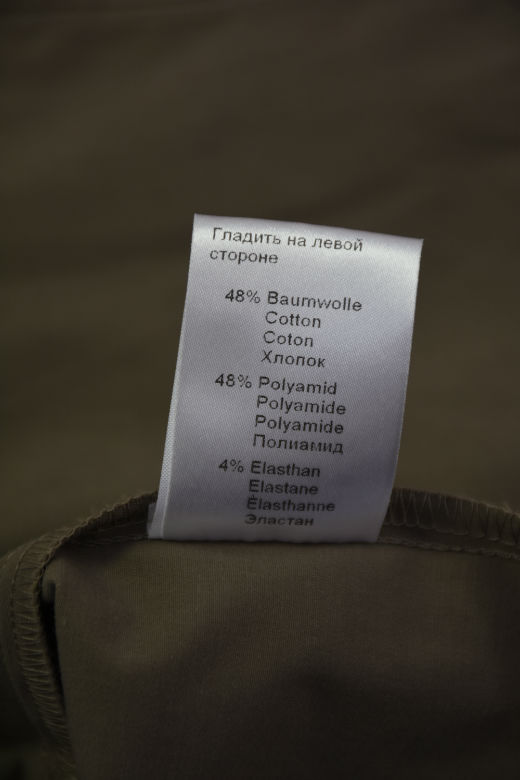 Гладить на левой
стороне
48% Baumwolle
Cotton
Coton
Хлопок
48% Polyamid
Polyamide
Polyamide
Полиамид
4% Elasthan
Elastane
Élasthanne
Эластан